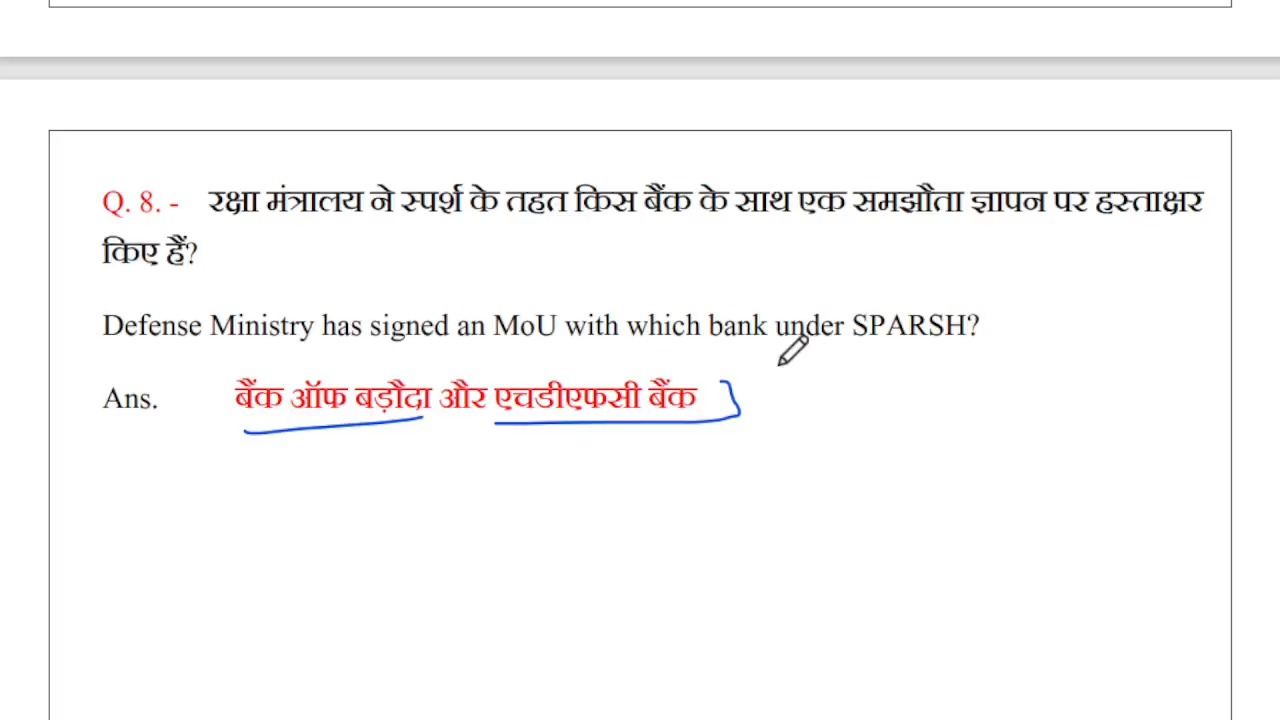 Q. 8. - रक्षा मंत्रालय ने स्पर्श के तहत किस बैंक के साथ एक समझौता ज्ञापन पर हस्ताक्षर
किए हैं?
Defense Ministry has signed an MoU with which bank under SPARSH?
Ans. बैंक ऑफ बड़ौदा और एचडीएफसी बैंक